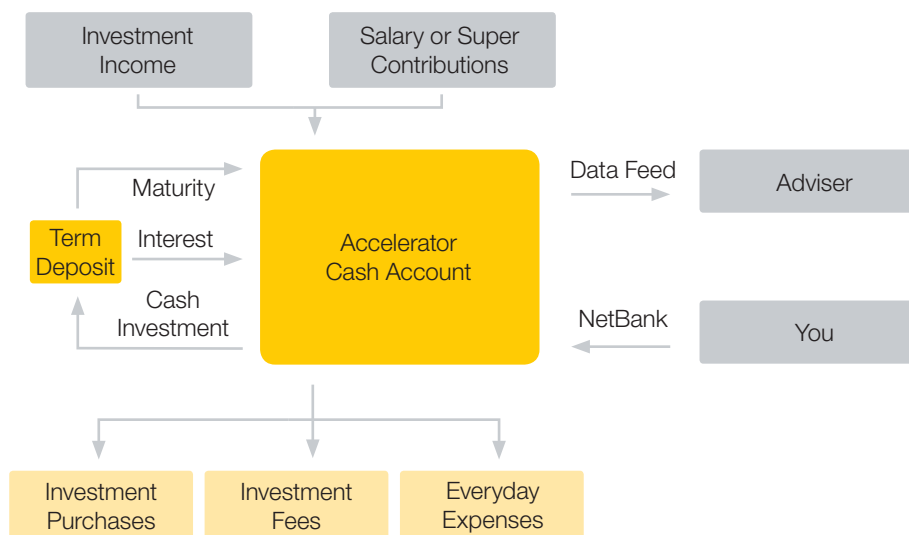 Investment
Income
Salary or Super
Contributions
Maturity
Term
Deposit
Interest
Cash
Investment
Accelerator
Cash Account
Data Feed
Adviser
NetBank
You
Investment
Purchases
Investment
Fees
Everyday
Expenses